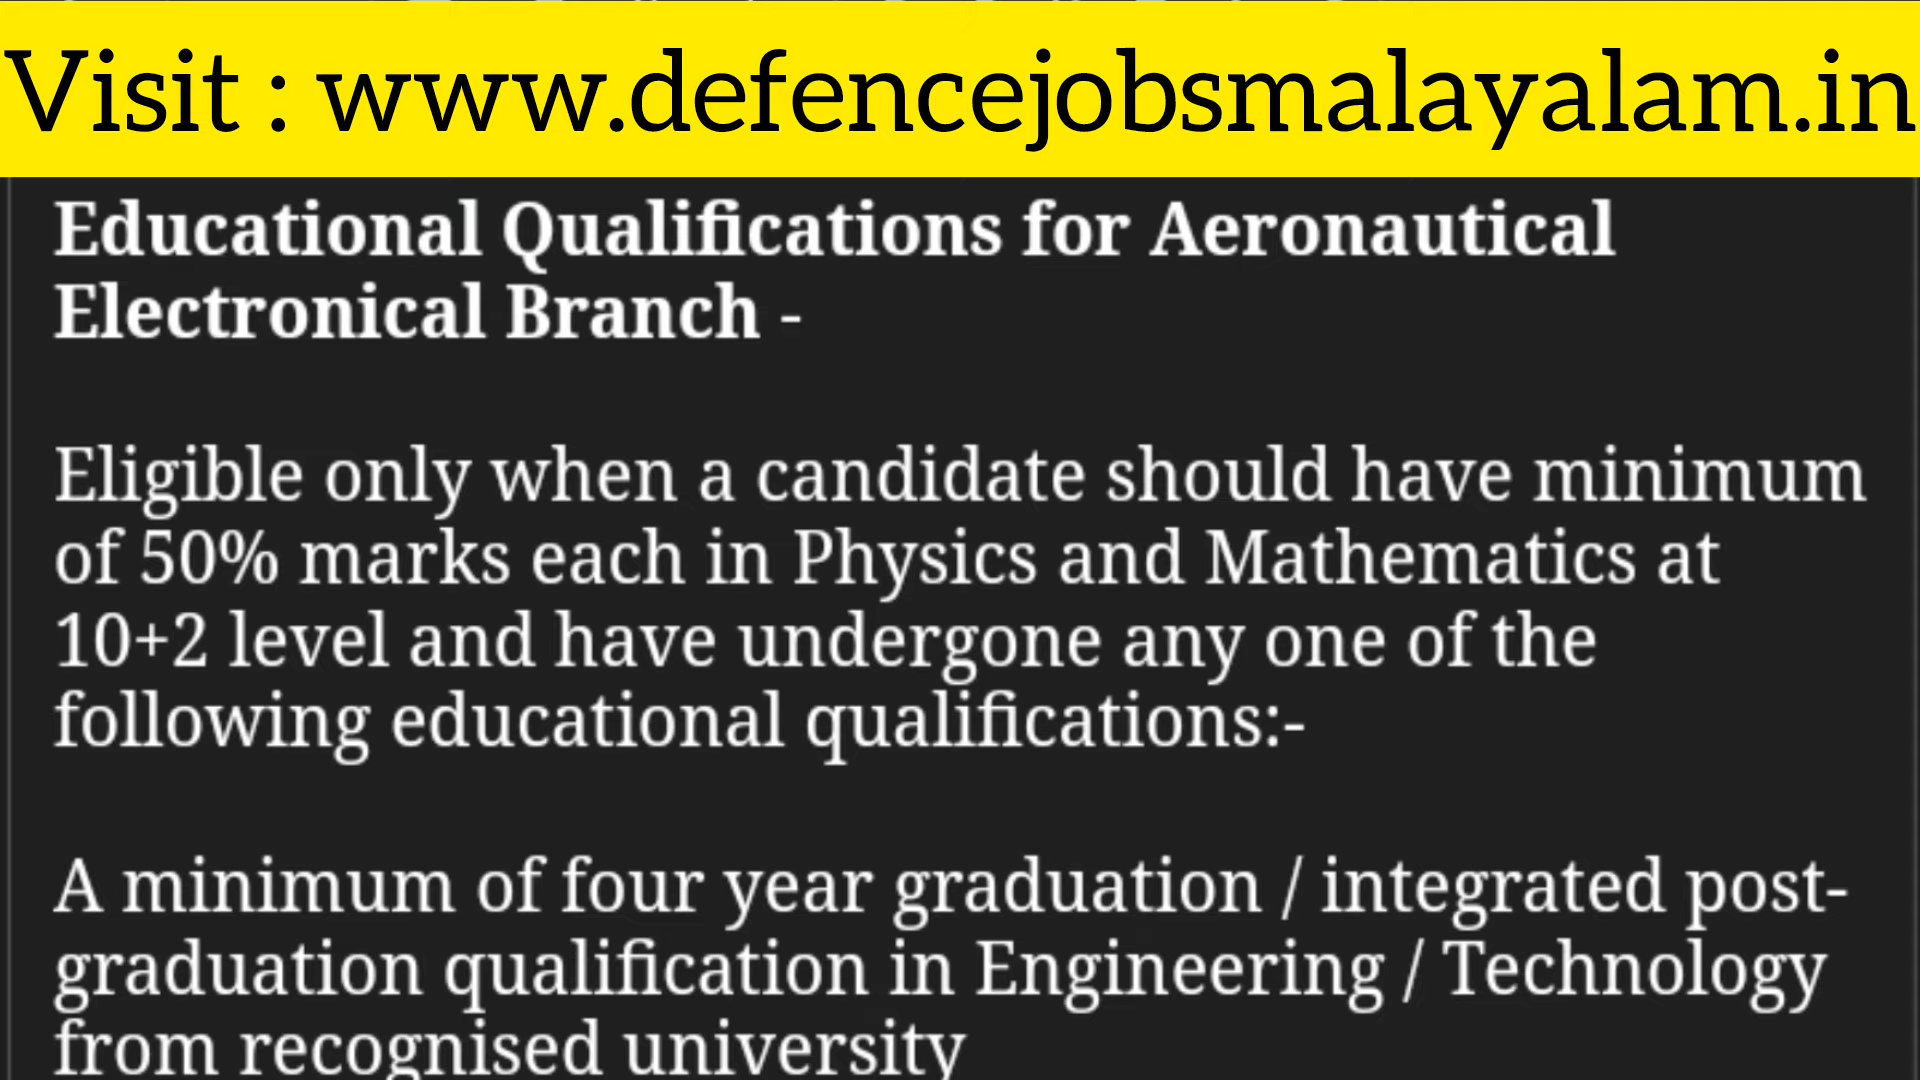 Visit : www.defencejobsmalayalam.in
Educational Qualifications for Aeronautical
Electronical Branch -
Eligible only when a candidate should have minimum
of 50% marks each in Physics and Mathematics at
10+2 level and have undergone any one of the
following educational qualifications:-
A minimum of four year graduation / integrated post-
graduation qualification in Engineering / Technology
from recognised university